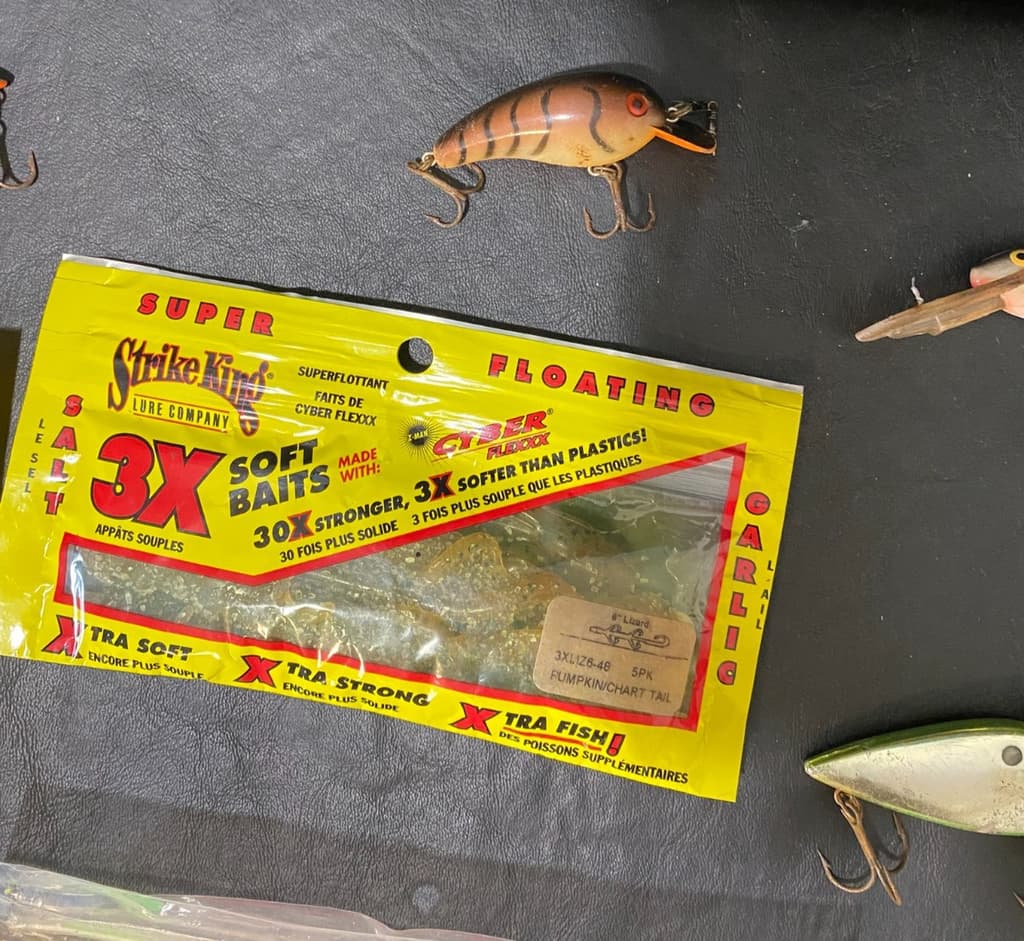 SUPER
FLOATING
Strike King®
LURE COMPANY
SUPERFLOTTANT
FAITS DE
CYBER FLEXXX
SALT
LE SEL
3X
SOFT
BAITS
APPÂTS SOUPLES
MADE
WITH:
Z-MAN
CYBER®
FLEXXX
30X STRONGER, 3X SOFTER THAN PLASTICS!
30 FOIS PLUS SOLIDE 3 FOIS PLUS SOUPLE QUE LES PLASTIQUES
GARLIC
L'AIL
6" Lizard
3XLIZ6-46 5PK
PUMPKIN/CHART TAIL
XTRA SOFT
ENCORE PLUS SOUPLE
XTRA STRONG
ENCORE PLUS SOLIDE
XTRA FISH!
DES POISSONS SUPPLÉMENTAIRES